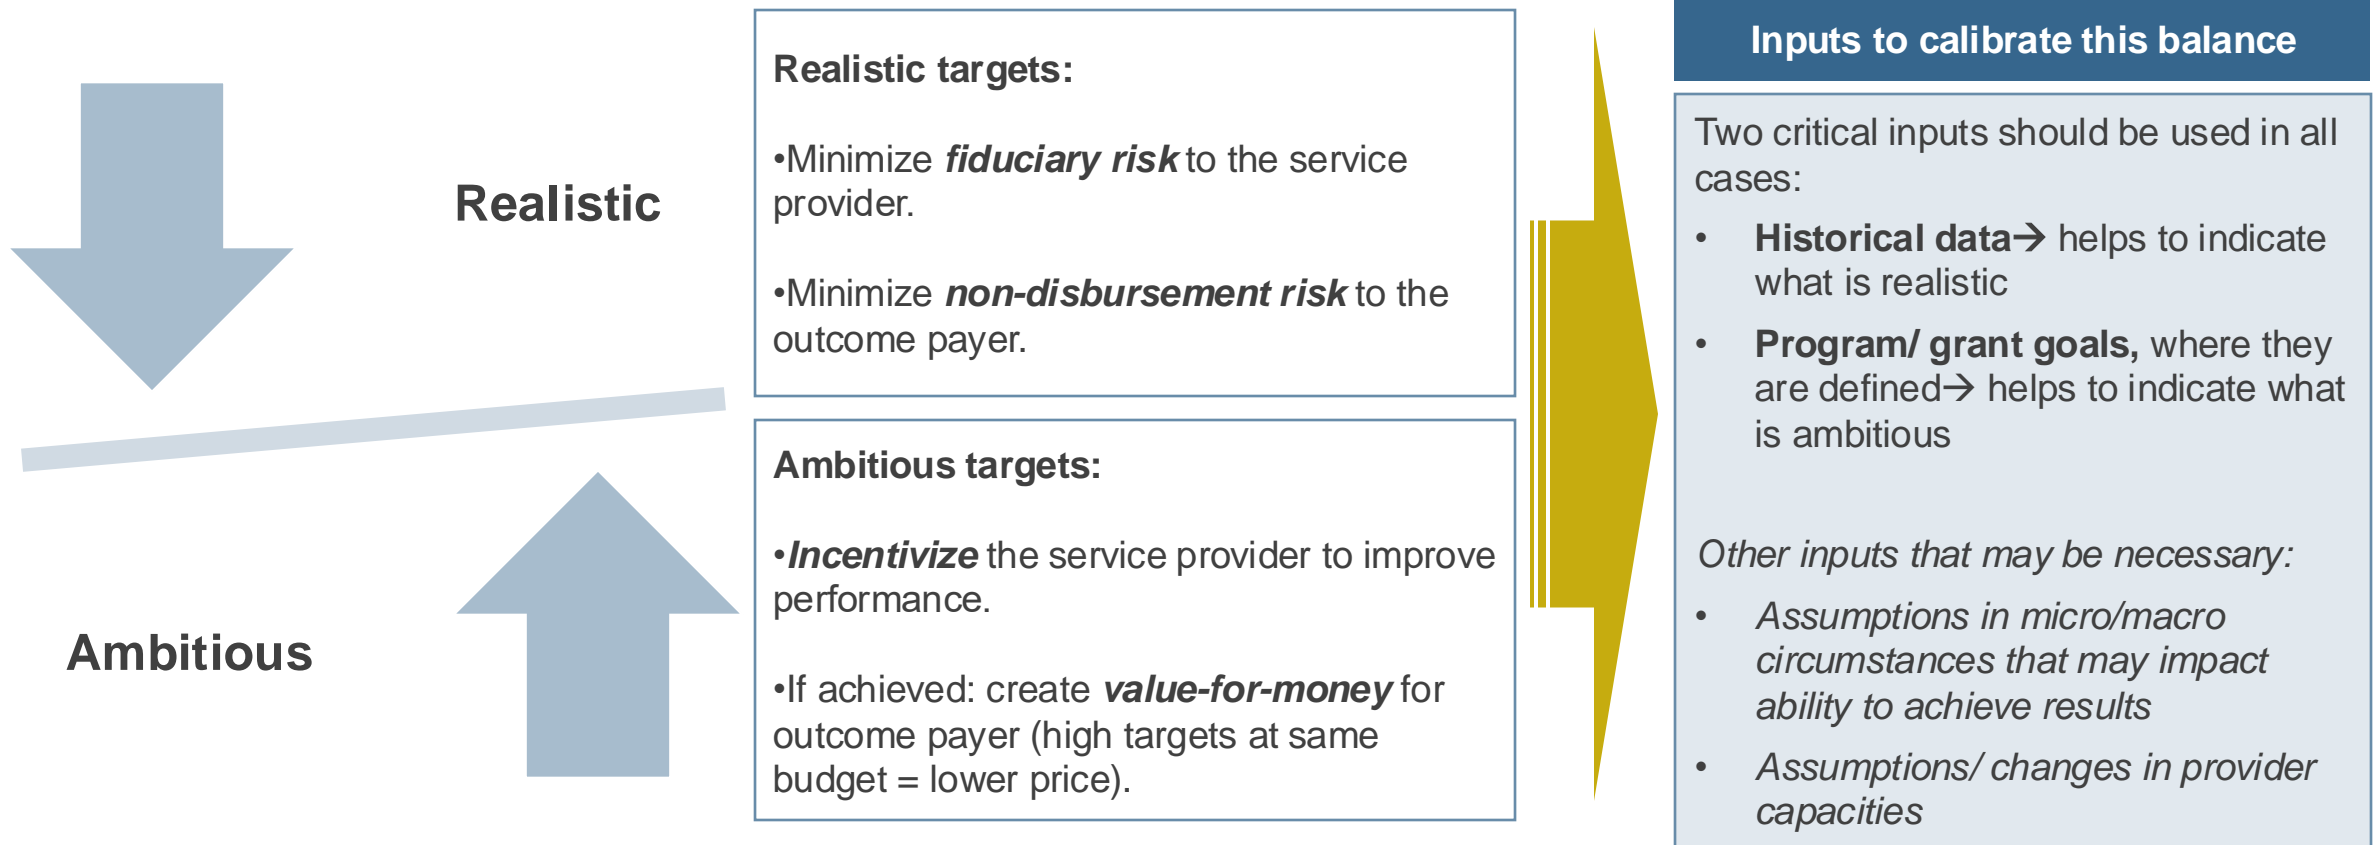 Realistic
Ambitious
Realistic targets:
•Minimize fiduciary risk to the service
provider.
•Minimize non-disbursement risk to the
outcome payer.
Ambitious targets:
•Incentivize the service provider to improve
performance.
•If achieved: create value-for-money for
outcome payer (high targets at same
budget = lower price).
Inputs to calibrate this balance
Two critical inputs should be used in all
cases:
• Historical data→ helps to indicate
what is realistic
• Program/ grant goals, where they
are defined→ helps to indicate what
is ambitious
Other inputs that may be necessary:
• Assumptions in micro/macro
circumstances that may impact
ability to achieve results
• Assumptions/ changes in provider
capacities